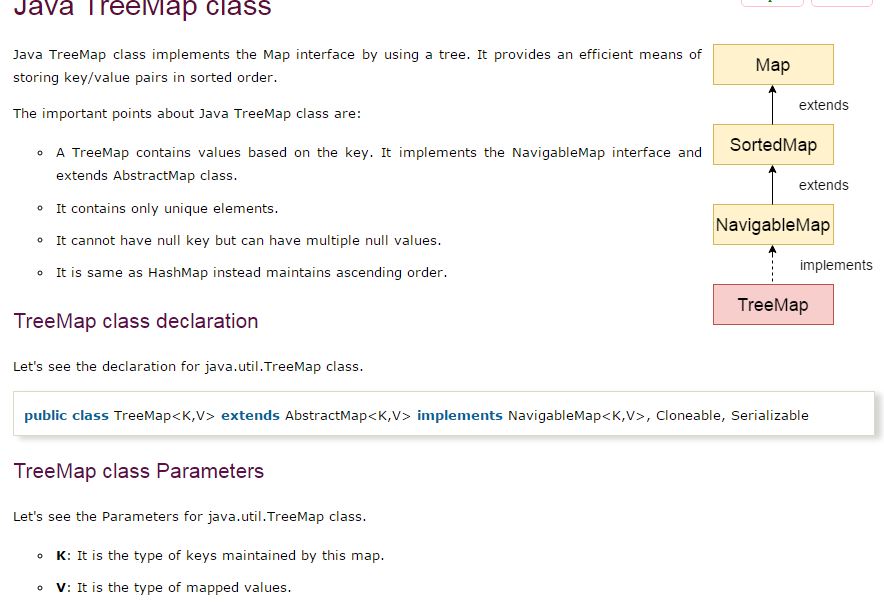 Java TreeMap class
Java TreeMap class implements the Map interface by using a tree. It provides an efficient means of
storing key/value pairs in sorted order.
The important points about Java TreeMap class are:
A TreeMap contains values based on the key. It implements the NavigableMap interface and
extends AbstractMap class.
It contains only unique elements.
It cannot have null key but can have multiple null values.
It is same as HashMap instead maintains ascending order.
Map
extends
SortedMap
extends
NavigableMap
implements
TreeMap
TreeMap class declaration
Let's see the declaration for java.util.TreeMap class.
public class TreeMap<K,V> extends AbstractMap<K,V> implements NavigableMap<K,V>, Cloneable, Serializable
TreeMap class Parameters
Let's see the Parameters for java.util.TreeMap class.
K: It is the type of keys maintained by this map.
V: It is the type of mapped values.